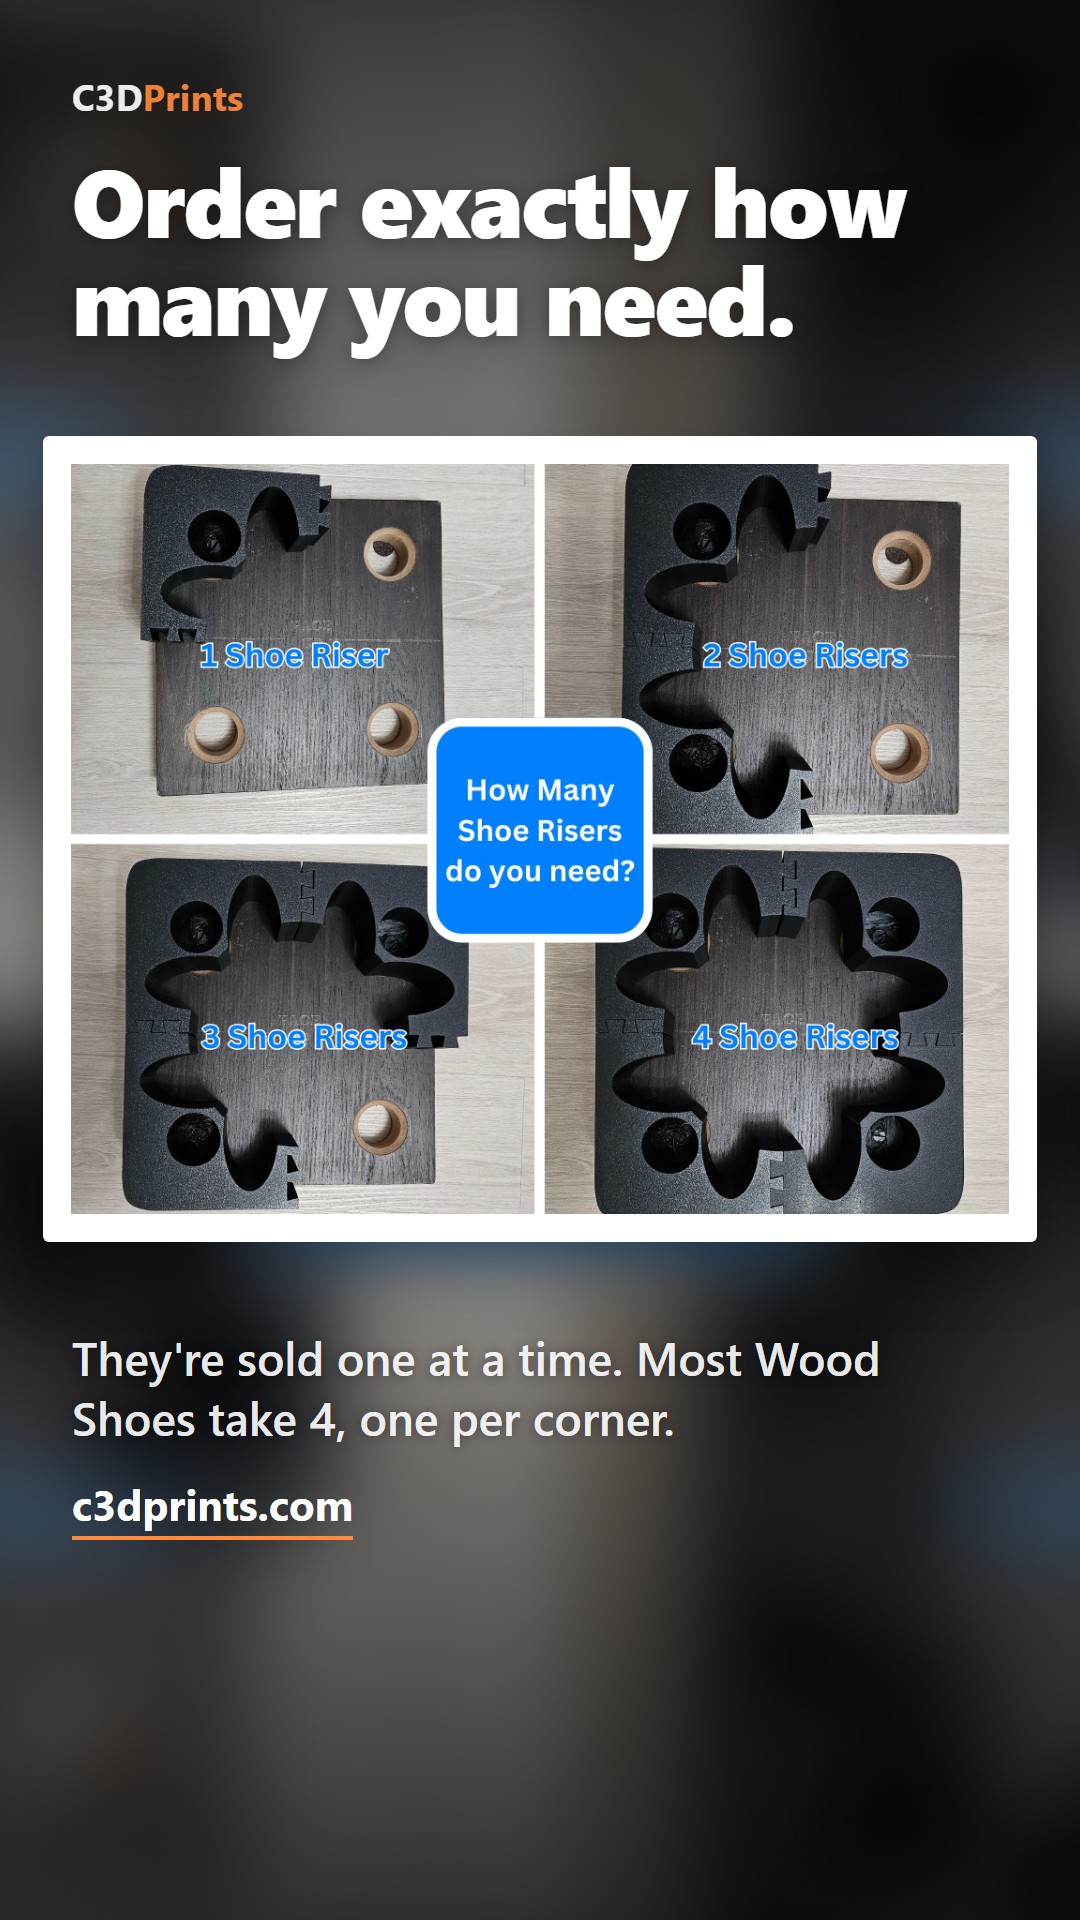 C3DPrints
Order exactly how
many you need.
1 Shoe Riser
2 Shoe Risers
How Many
Shoe Risers
do you need?
3 Shoe Risers
4 Shoe Risers
They're sold one at a time. Most Wood
Shoes take 4, one per corner.
c3dprints.com